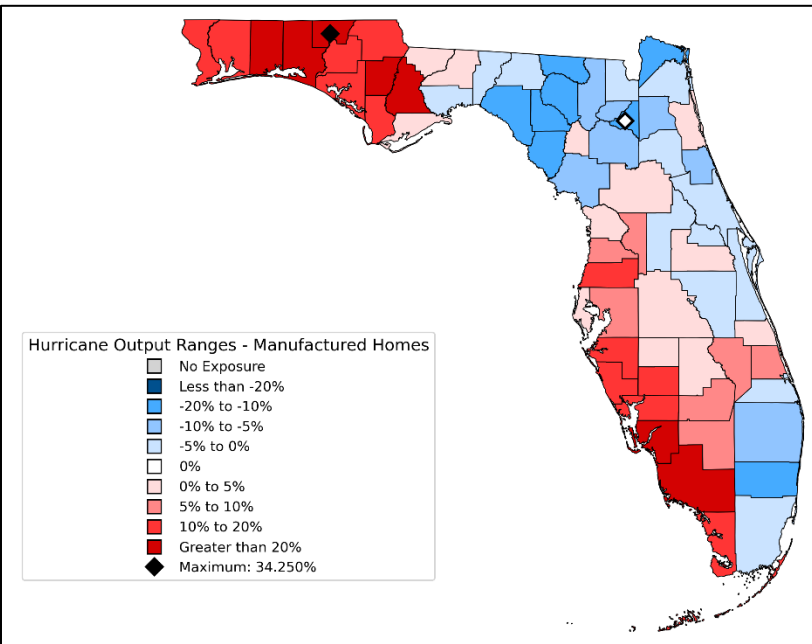 Hurricane Output Ranges - Manufactured Homes
No Exposure
Less than -20%
-20% to -10%
-10% to -5%
-5% to 0%
0%
0% to 5%
5% to 10%
10% to 20%
Greater than 20%
Maximum: 34.250%